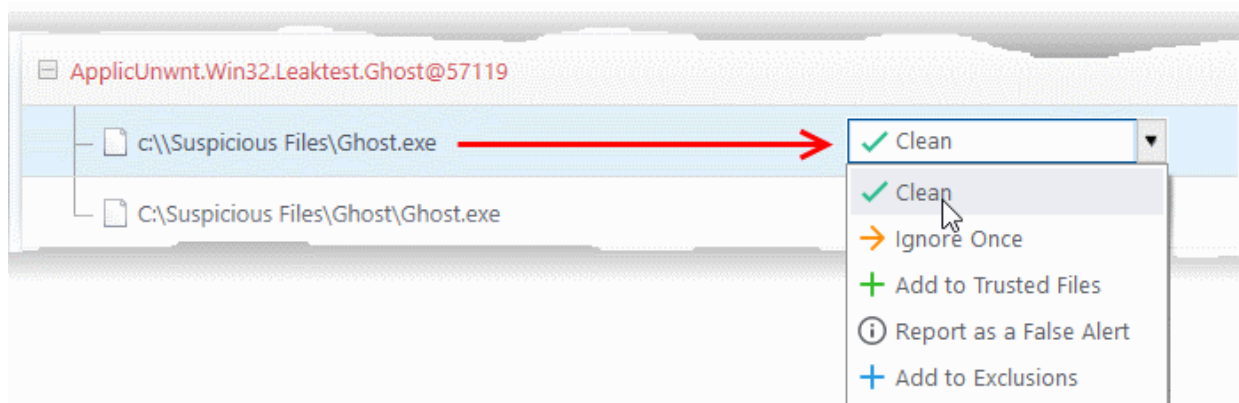 ApplicUnwnt.Win32.Leaktest.Ghost@57119
c:\\Suspicious Files\Ghost.exe
Clean
C:\Suspicious Files\Ghost\Ghost.exe
Clean
Ignore Once
Add to Trusted Files
Report as a False Alert
Add to Exclusions